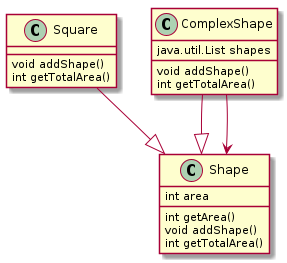 C Square
void addShape()
int getTotalArea()
C ComplexShape
java.util.List shapes
void addShape()
int getTotalArea()
C Shape
int area
int getArea()
void addShape()
int getTotalArea()